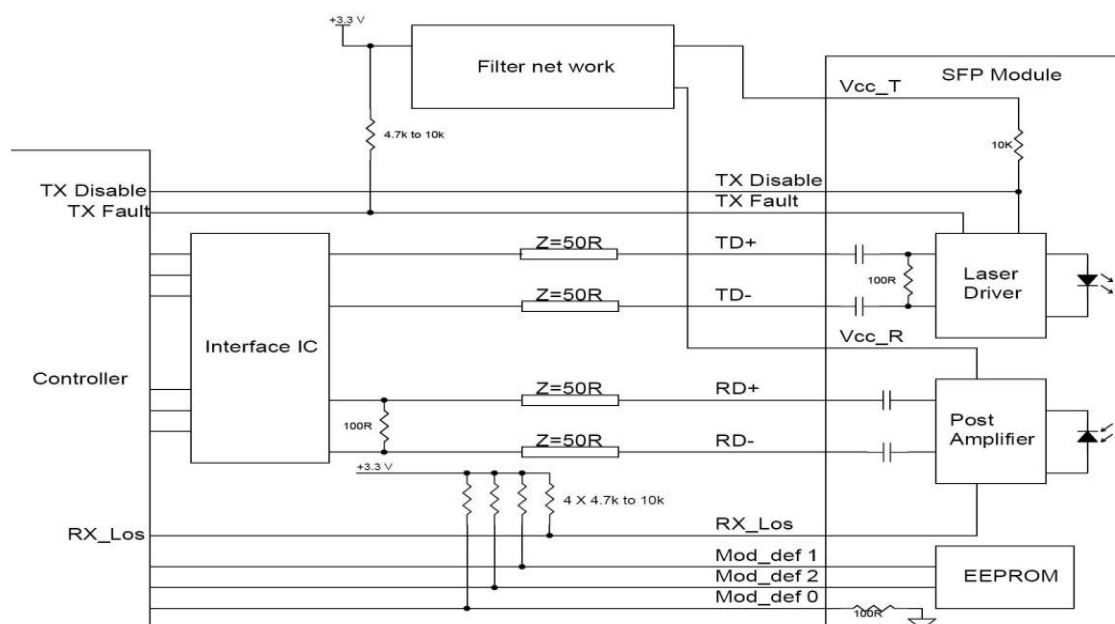 +3.3 V
Filter net work
SFP Module
Vcc_T
4.7k to 10k
10K
TX Disable
TX Disable
TX Fault
TX Fault
Z=50R
TD+
100R
Laser
Driver
Z=50R
TD-
Interface IC
Vcc_R
Controller
Z=50R
RD+
100R
Post
Amplifier
Z=50R
RD-
+3.3 V
4 X 4.7k to 10k
RX_Los
RX_Los
Mod_def 1
EEPROM
Mod_def 2
Mod_def 0
100R